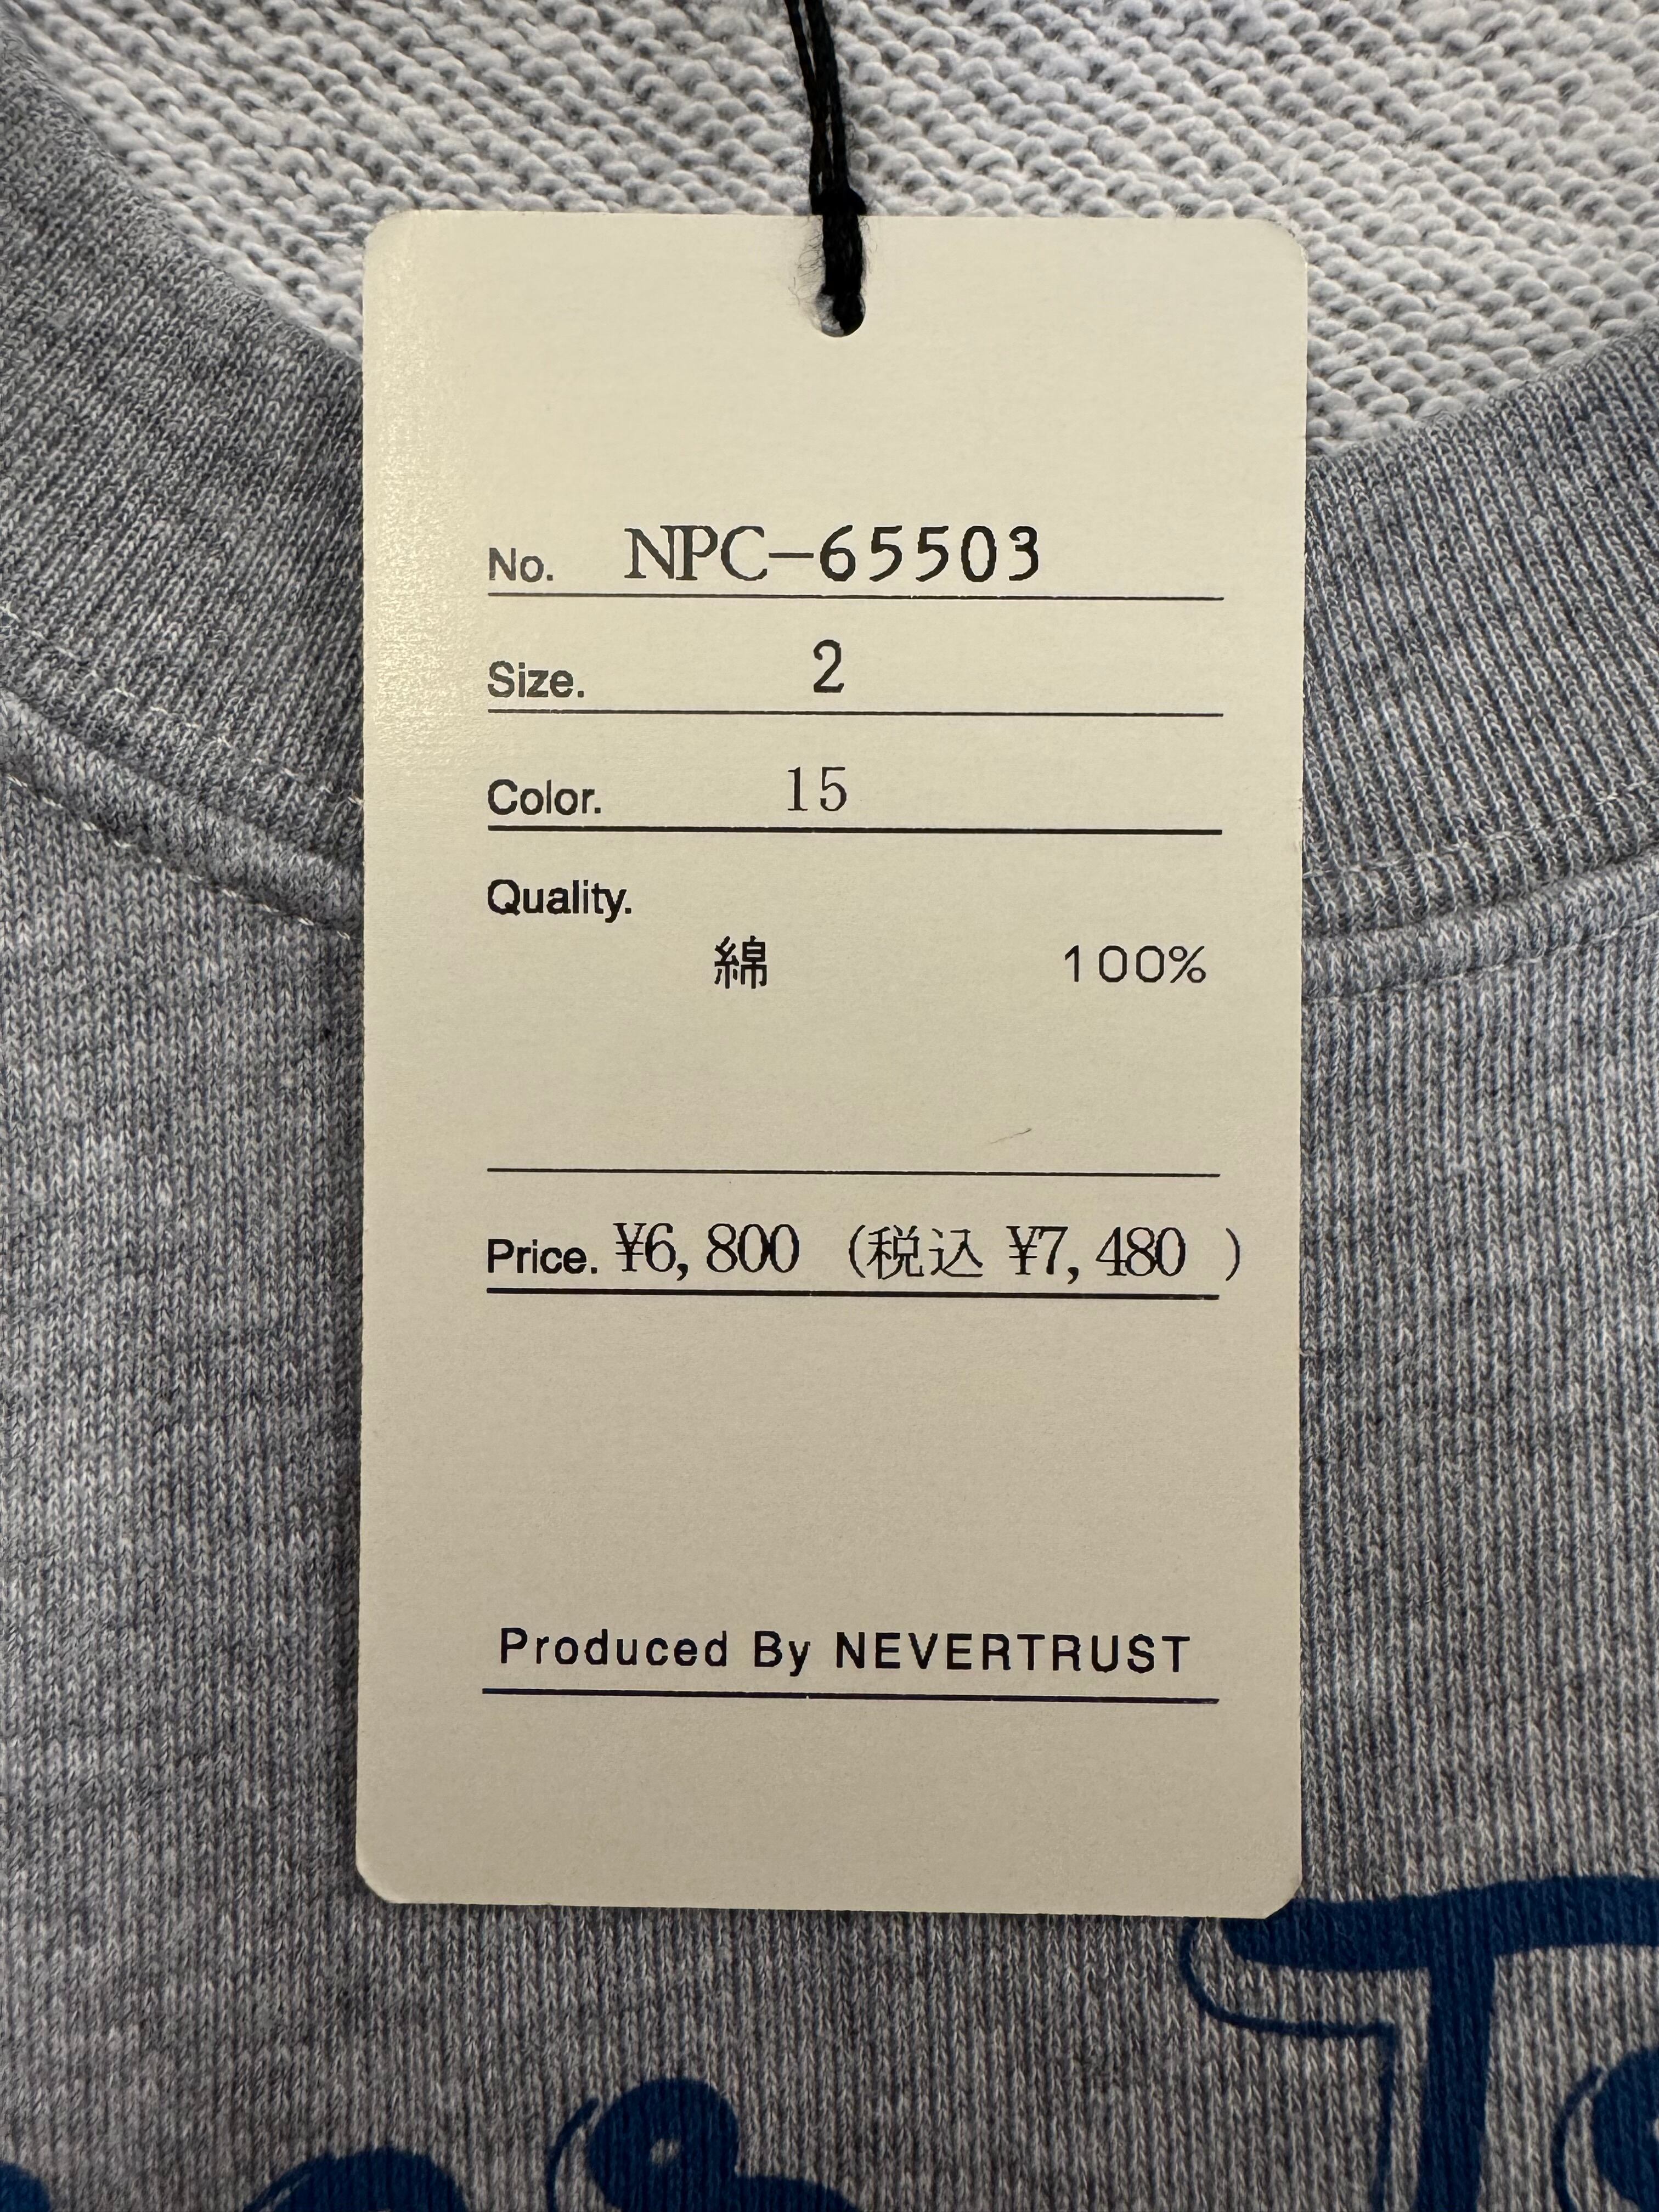 No. NPC-65503
Size. 2
Color. 15
Quality.
綿 100%
Price. ¥6,800 (税込 ¥7,480 )
Produced By NEVERTRUST